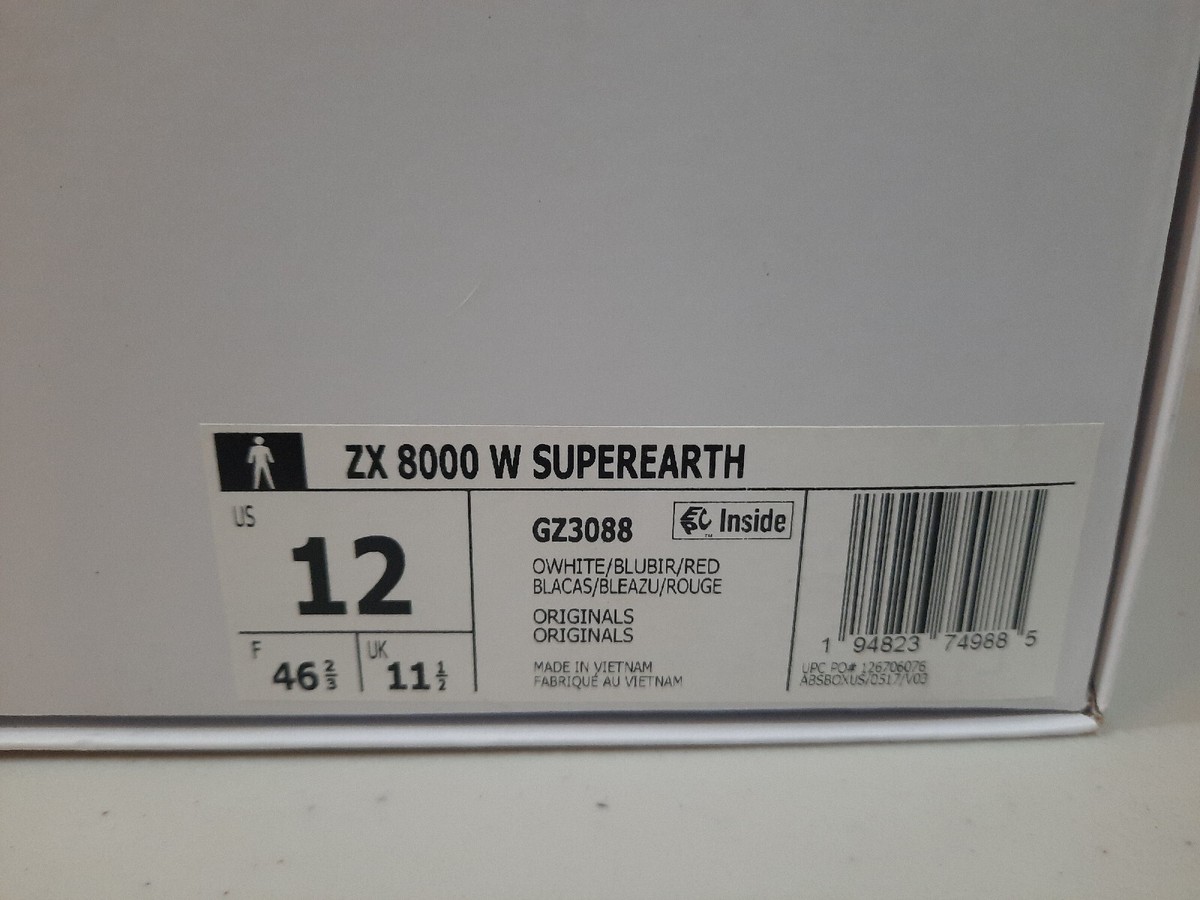 ZX 8000 W SUPEREARTH
US
12
F
46 2/3
UK
11 1/2
GZ3088
Inside
™
OWHITE/BLUBIR/RED
BLACAS/BLEAZU/ROUGE
ORIGINALS
ORIGINALS
MADE IN VIETNAM
FABRIQUÉ AU VIETNAM
1 94823 74988 5
UPC PO# 126706076
ABSBOXUS/0517/V03